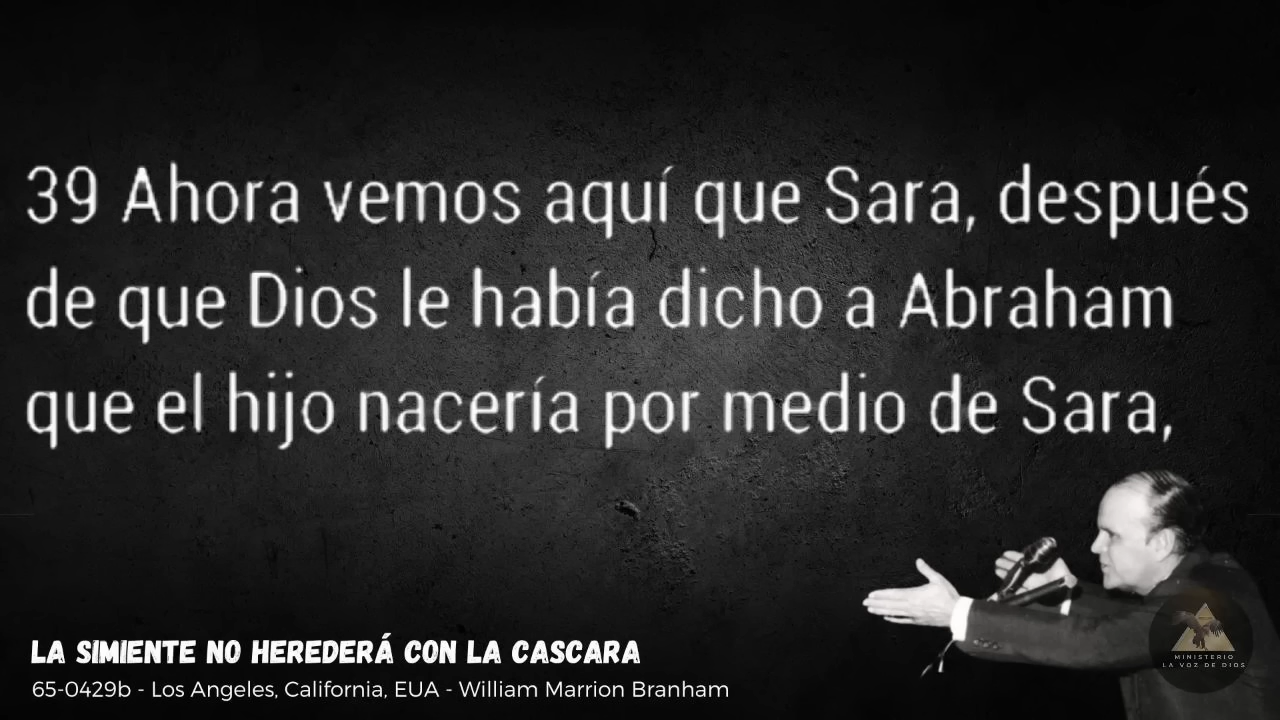 39 Ahora vemos aquí que Sara, después
de que Dios le había dicho a Abraham
que el hijo nacería por medio de Sara,
LA SIMIENTE NO HEREDERÁ CON LA CASCARA
65-0429b - Los Angeles, California, EUA - William Marrion Branham
MINISTERIO
LA VOZ DE DIOS